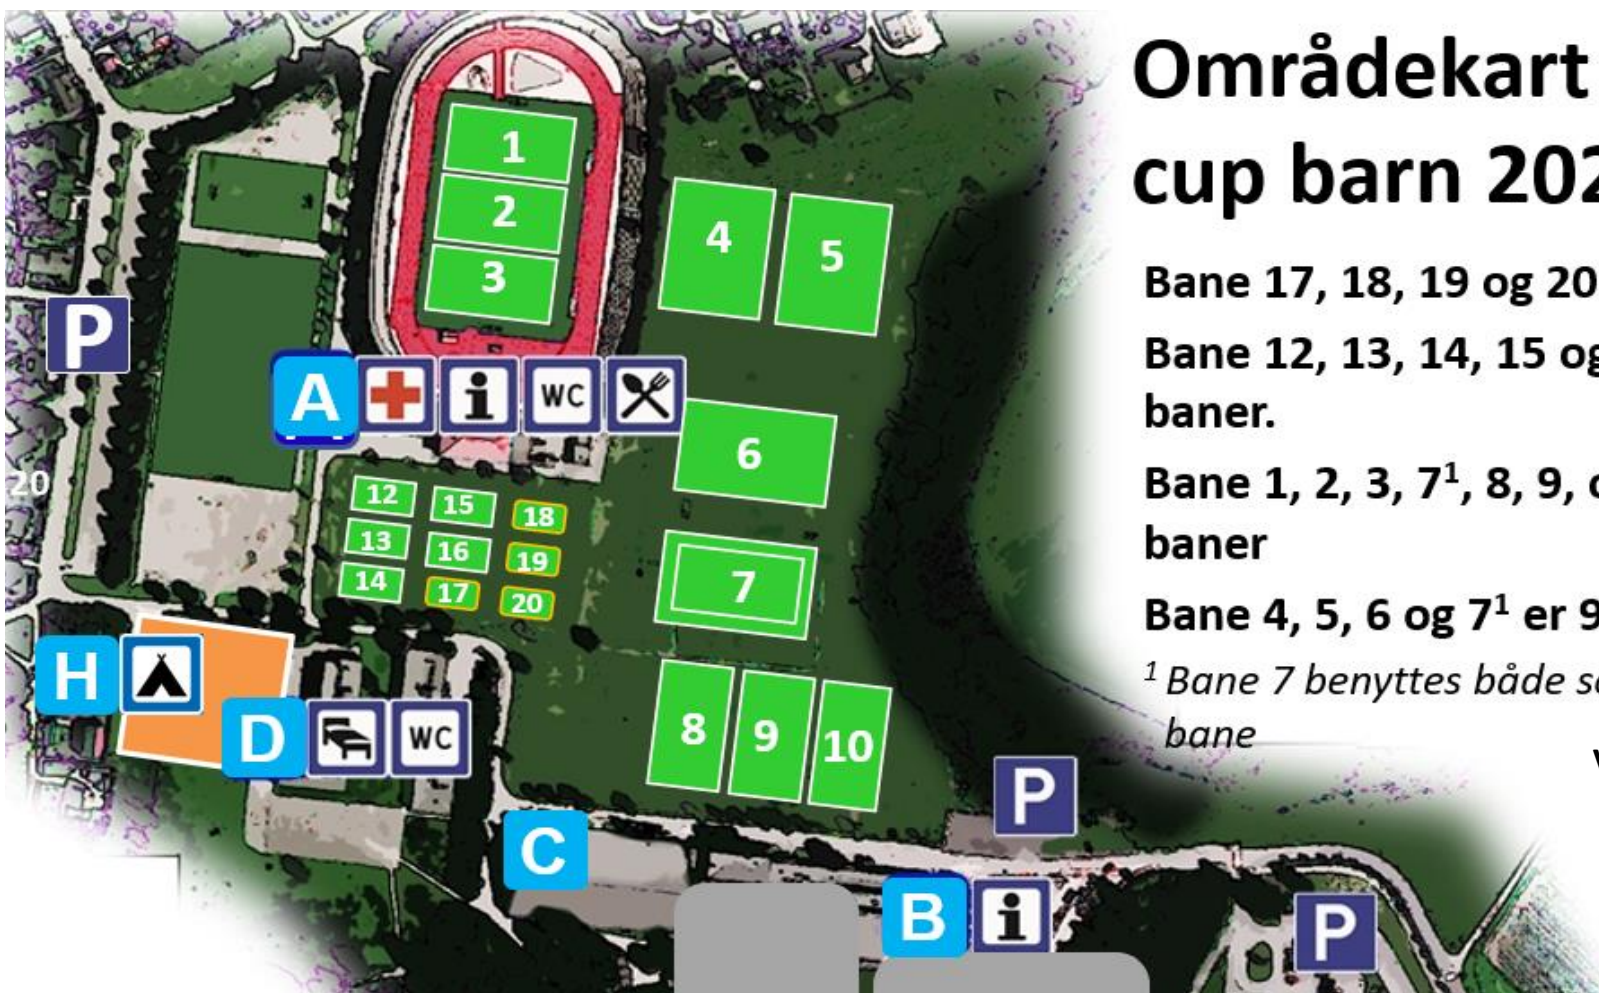 Områdekart
cup barn 202
Bane 17, 18, 19 og 20
Bane 12, 13, 14, 15 og
baner.
Bane 1, 2, 3, 7¹, 8, 9, o
baner
Bane 4, 5, 6 og 7¹ er 9
¹ Bane 7 benyttes både s
bane
1
2
3
4
5
P
A
i
WC
6
20
12
15
18
13
16
19
14
17
20
7
H
D
WC
8
9
10
P
C
B
i
P